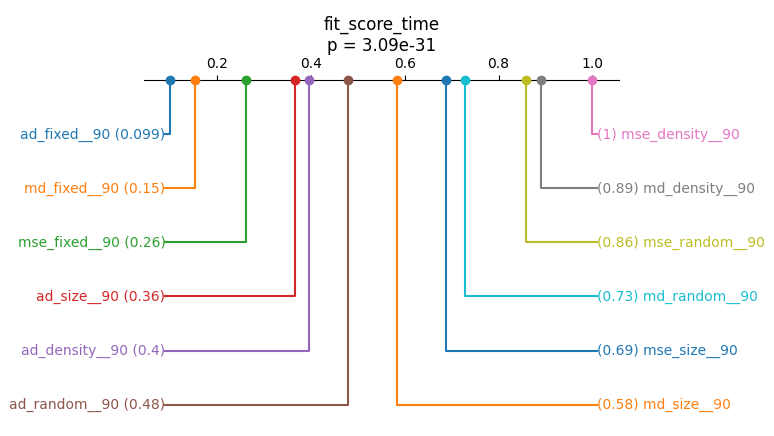 fit_score_time
p = 3.09e-31
0.2 0.4 0.6 0.8 1.0
ad_fixed__90 (0.099) (1) mse_density__90
md_fixed__90 (0.15) (0.89) md_density__90
mse_fixed__90 (0.26) (0.86) mse_random__90
ad_size__90 (0.36) (0.73) md_random__90
ad_density__90 (0.4) (0.69) mse_size__90
ad_random__90 (0.48) (0.58) md_size__90